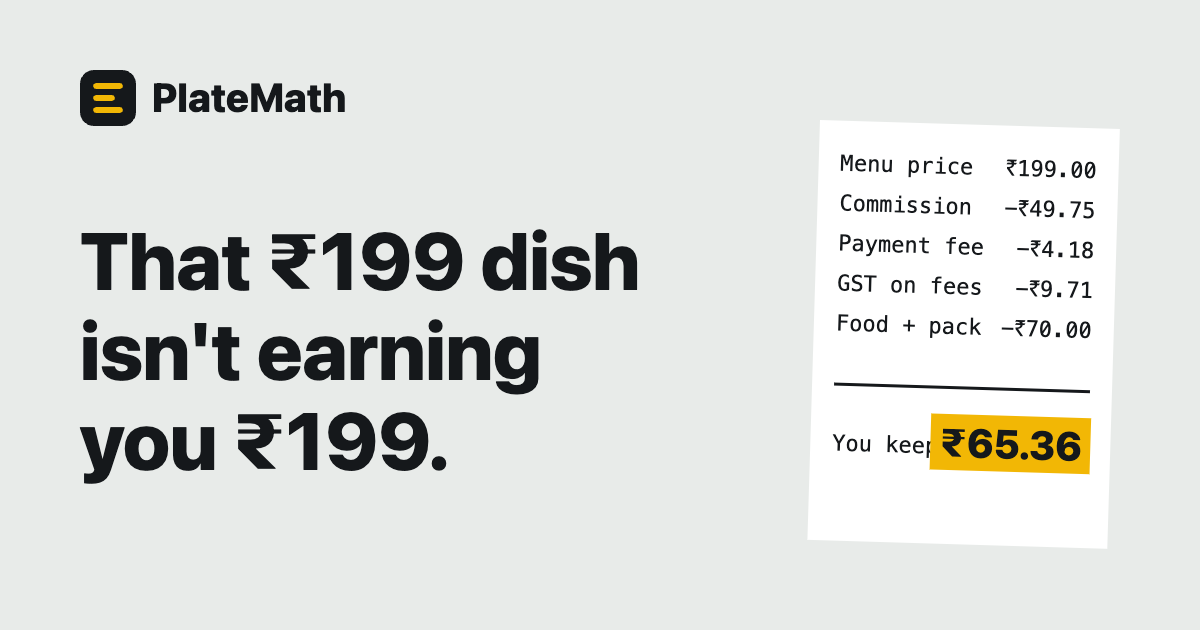 PlateMath
That ₹199 dish
isn't earning
you ₹199.
Menu price ₹199.00
Commission −₹49.75
Payment fee −₹4.18
GST on fees −₹9.71
Food + pack −₹70.00
You keep ₹65.36